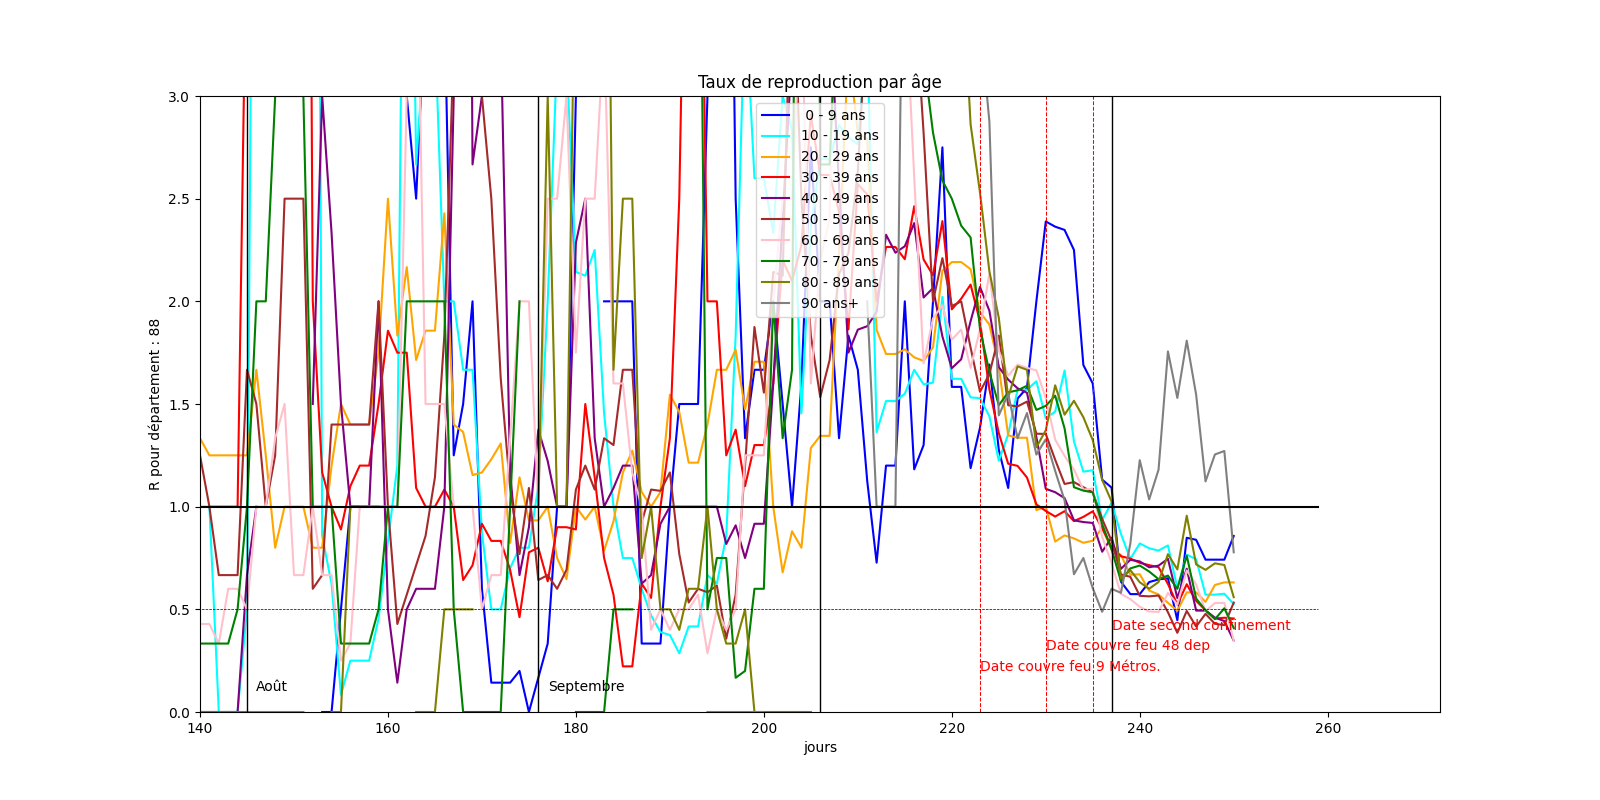 Taux de reproduction par âge
R pour département : 88
3.0
2.5
2.0
1.5
1.0
0.5
0.0
0 - 9 ans
10 - 19 ans
20 - 29 ans
30 - 39 ans
40 - 49 ans
50 - 59 ans
60 - 69 ans
70 - 79 ans
80 - 89 ans
90 ans+
Date second confinement
Date couvre feu 48 dep
Date couvre feu 9 Métros.
Août
Septembre
140
160
180
200
220
240
260
jours